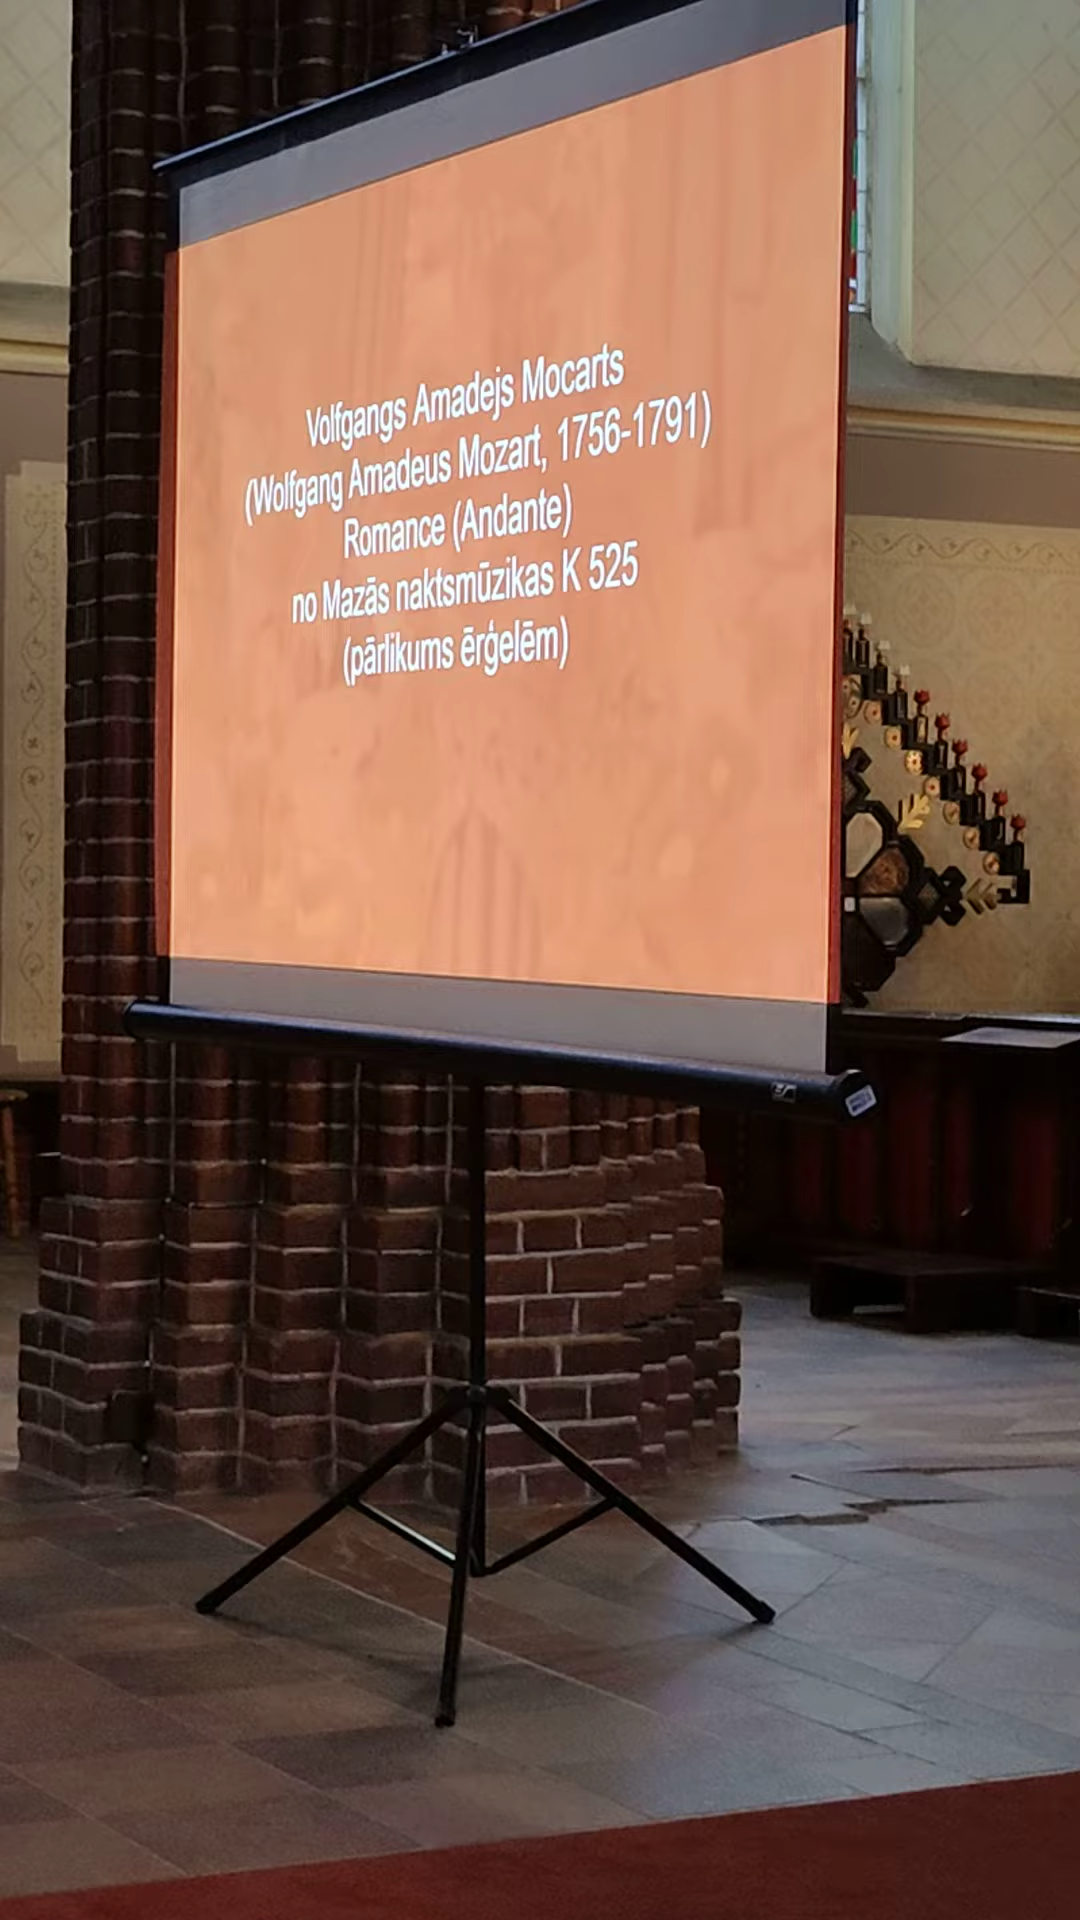 Volfgangs Amadejs Mocarts
(Wolfgang Amadeus Mozart, 1756-1791)
Romance (Andante)
no Mazās naktsmūzikas K 525
(pārlikums ērģelēm)